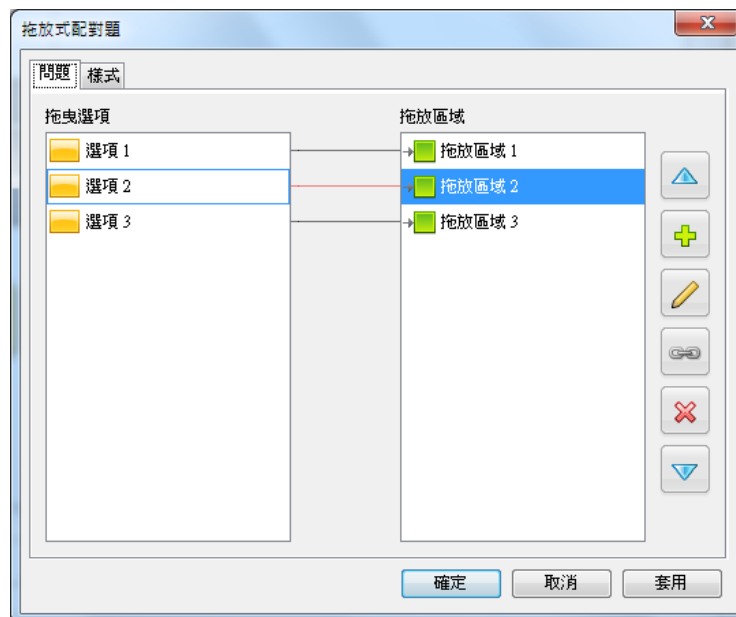 拖放式配對題
問題
樣式
拖曳選項
拖放區域
選項 1
拖放區域 1
選項 2
拖放區域 2
選項 3
拖放區域 3
確定
取消
套用